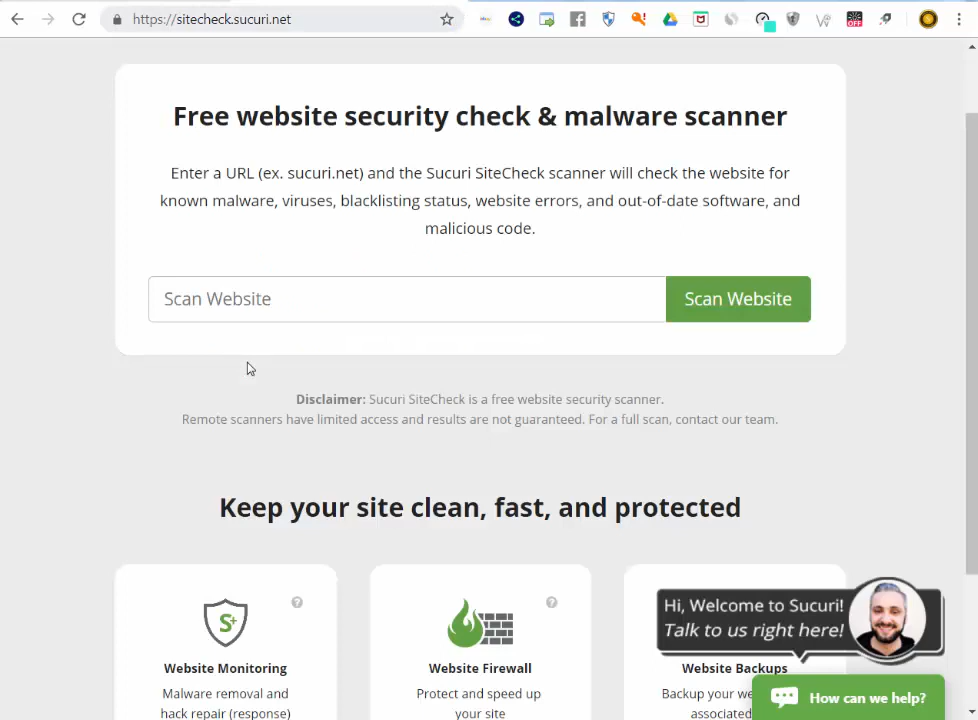 https://sitecheck.sucuri.net
OFF
Free website security check & malware scanner
Enter a URL (ex. sucuri.net) and the Sucuri SiteCheck scanner will check the website for
known malware, viruses, blacklisting status, website errors, and out-of-date software, and
malicious code.
Scan Website
Scan Website
Disclaimer: Sucuri SiteCheck is a free website security scanner.
Remote scanners have limited access and results are not guaranteed. For a full scan, contact our team.
Keep your site clean, fast, and protected
S+
?
?
Hi, Welcome to Sucuri!
Talk to us right here!
Website Monitoring
Website Firewall
Website Backups
Malware removal and
hack repair (response)
Protect and speed up
your site
Backup your we
associated
How can we help?